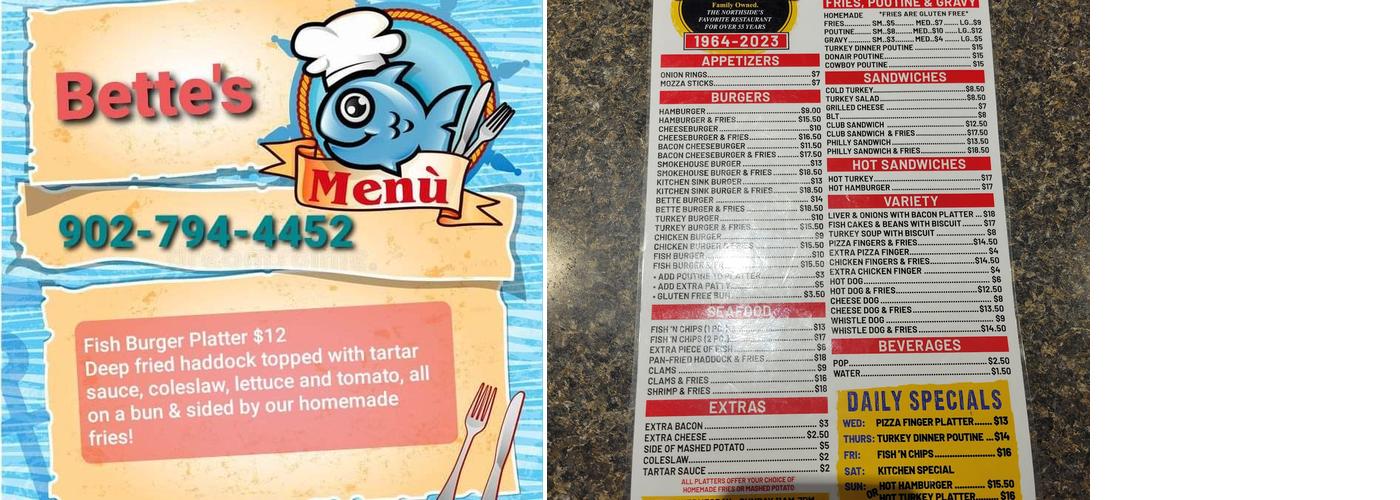 Bette's
Menù
902-794-4452
Fish Burger Platter $12
Deep fried haddock topped with tartar
sauce, coleslaw, lettuce and tomato, all
on a bun & sided by our homemade
fries!
Family Owned.
THE NORTHSIDE'S
FAVORITE RESTAURANT
FOR OVER 55 YEARS
1964-2023
APPETIZERS
ONION RINGS $7
MOZZA STICKS $7
BURGERS
HAMBURGER $9.00
HAMBURGER & FRIES $15.50
CHEESEBURGER $10
CHEESEBURGER & FRIES $16.50
BACON CHEESEBURGER $11.50
BACON CHEESEBURGER & FRIES $17.50
SMOKEHOUSE BURGER $13
SMOKEHOUSE BURGER & FRIES $18.50
KITCHEN SINK BURGER $13
KITCHEN SINK BURGER & FRIES $18.50
BETTE BURGER $14
BETTE BURGER & FRIES $18.50
TURKEY BURGER $10
TURKEY BURGER & FRIES $15.50
CHICKEN BURGER $9
CHICKEN BURGER & FRIES $15.50
FISH BURGER $10
FISH BURGER & FRIES $15.50
• ADD POUTINE TO PLATTER $3
• ADD EXTRA PATTY $5
• GLUTEN FREE BUN $3.50
SEAFOOD
FISH 'N CHIPS (1 PC.) $13
FISH 'N CHIPS (2 PC.) $17
EXTRA PIECE OF FISH $6
PAN-FRIED HADDOCK & FRIES $18
CLAMS $9
CLAMS & FRIES $16
SHRIMP & FRIES $18
EXTRAS
EXTRA BACON $3
EXTRA CHEESE $2.50
SIDE OF MASHED POTATO $5
COLESLAW $2
TARTAR SAUCE $2
ALL PLATTERS OFFER YOUR CHOICE OF
HOMEMADE FRIES OR MASHED POTATO
FRIES, POUTINE & GRAVY
HOMEMADE *FRIES ARE GLUTEN FREE*
FRIES SM..$5 MED..$7 LG..$9
POUTINE SM..$8 MED..$10 LG..$12
GRAVY SM..$3 MED..$4 LG..$5
TURKEY DINNER POUTINE $15
DONAIR POUTINE $15
COWBOY POUTINE $15
SANDWICHES
COLD TURKEY $8.50
TURKEY SALAD $8.50
GRILLED CHEESE $7
BLT $8
CLUB SANDWICH $12.50
CLUB SANDWICH & FRIES $17.50
PHILLY SANDWICH $13.50
PHILLY SANDWICH & FRIES $18.50
HOT SANDWICHES
HOT TURKEY $17
HOT HAMBURGER $17
VARIETY
LIVER & ONIONS WITH BACON PLATTER $18
FISH CAKES & BEANS WITH BISCUIT $17
TURKEY SOUP WITH BISCUIT $8
PIZZA FINGERS & FRIES $14.50
EXTRA PIZZA FINGER $4
CHICKEN FINGERS & FRIES $14.50
EXTRA CHICKEN FINGER $4
HOT DOG $6
HOT DOG & FRIES $12.50
CHEESE DOG $8
CHEESE DOG & FRIES $13.50
WHISTLE DOG $9
WHISTLE DOG & FRIES $14.50
BEVERAGES
POP $2.50
WATER $1.50
DAILY SPECIALS
WED: PIZZA FINGER PLATTER $13
THURS: TURKEY DINNER POUTINE $14
FRI: FISH 'N CHIPS $16
SAT: KITCHEN SPECIAL
SUN: HOT HAMBURGER $15.50
OR HOT TURKEY PLATTER $16